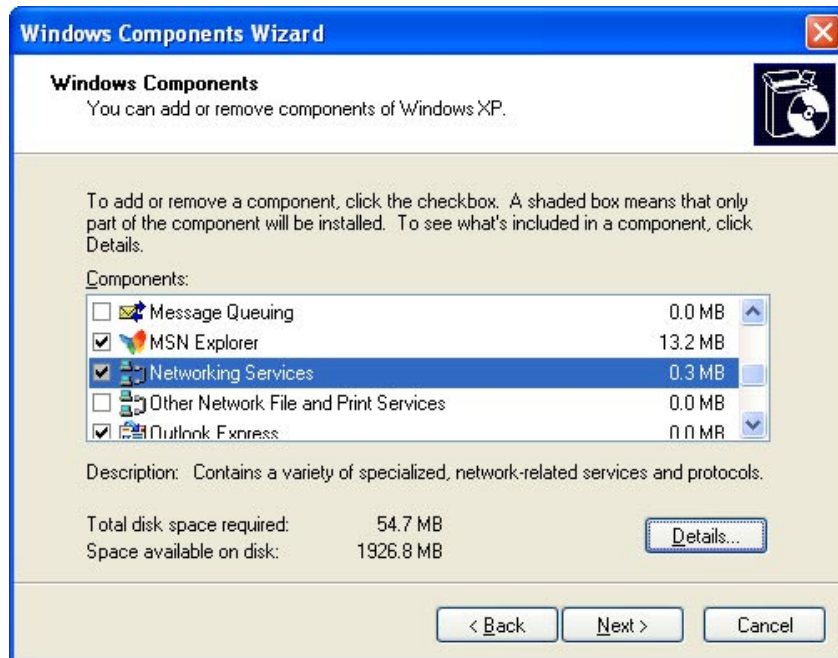 Windows Components Wizard
Windows Components
You can add or remove components of Windows XP.
To add or remove a component, click the checkbox. A shaded box means that only
part of the component will be installed. To see what's included in a component, click
Details.
Components:
Message Queuing 0.0 MB
MSN Explorer 13.2 MB
Networking Services 0.3 MB
Other Network File and Print Services 0.0 MB
Outlook Express 0.0 MB
Description: Contains a variety of specialized, network-related services and protocols.
Total disk space required: 54.7 MB
Space available on disk: 1926.8 MB
Details...
< Back Next > Cancel